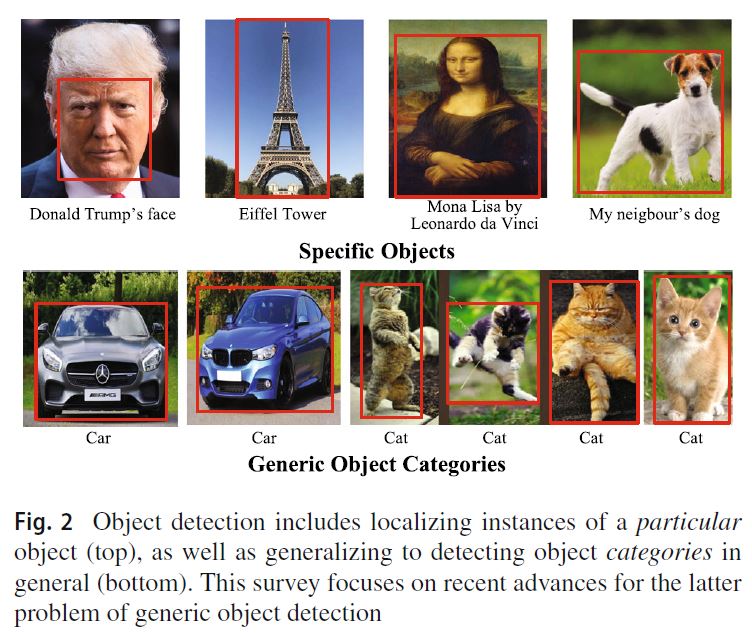 Donald Trump's face
Eiffel Tower
Mona Lisa by
Leonardo da Vinci
My neigbour's dog
Specific Objects
AMG
Car
Car
Cat
Cat
Cat
Cat
Generic Object Categories
Fig. 2 Object detection includes localizing instances of a particular
object (top), as well as generalizing to detecting object categories in
general (bottom). This survey focuses on recent advances for the latter
problem of generic object detection